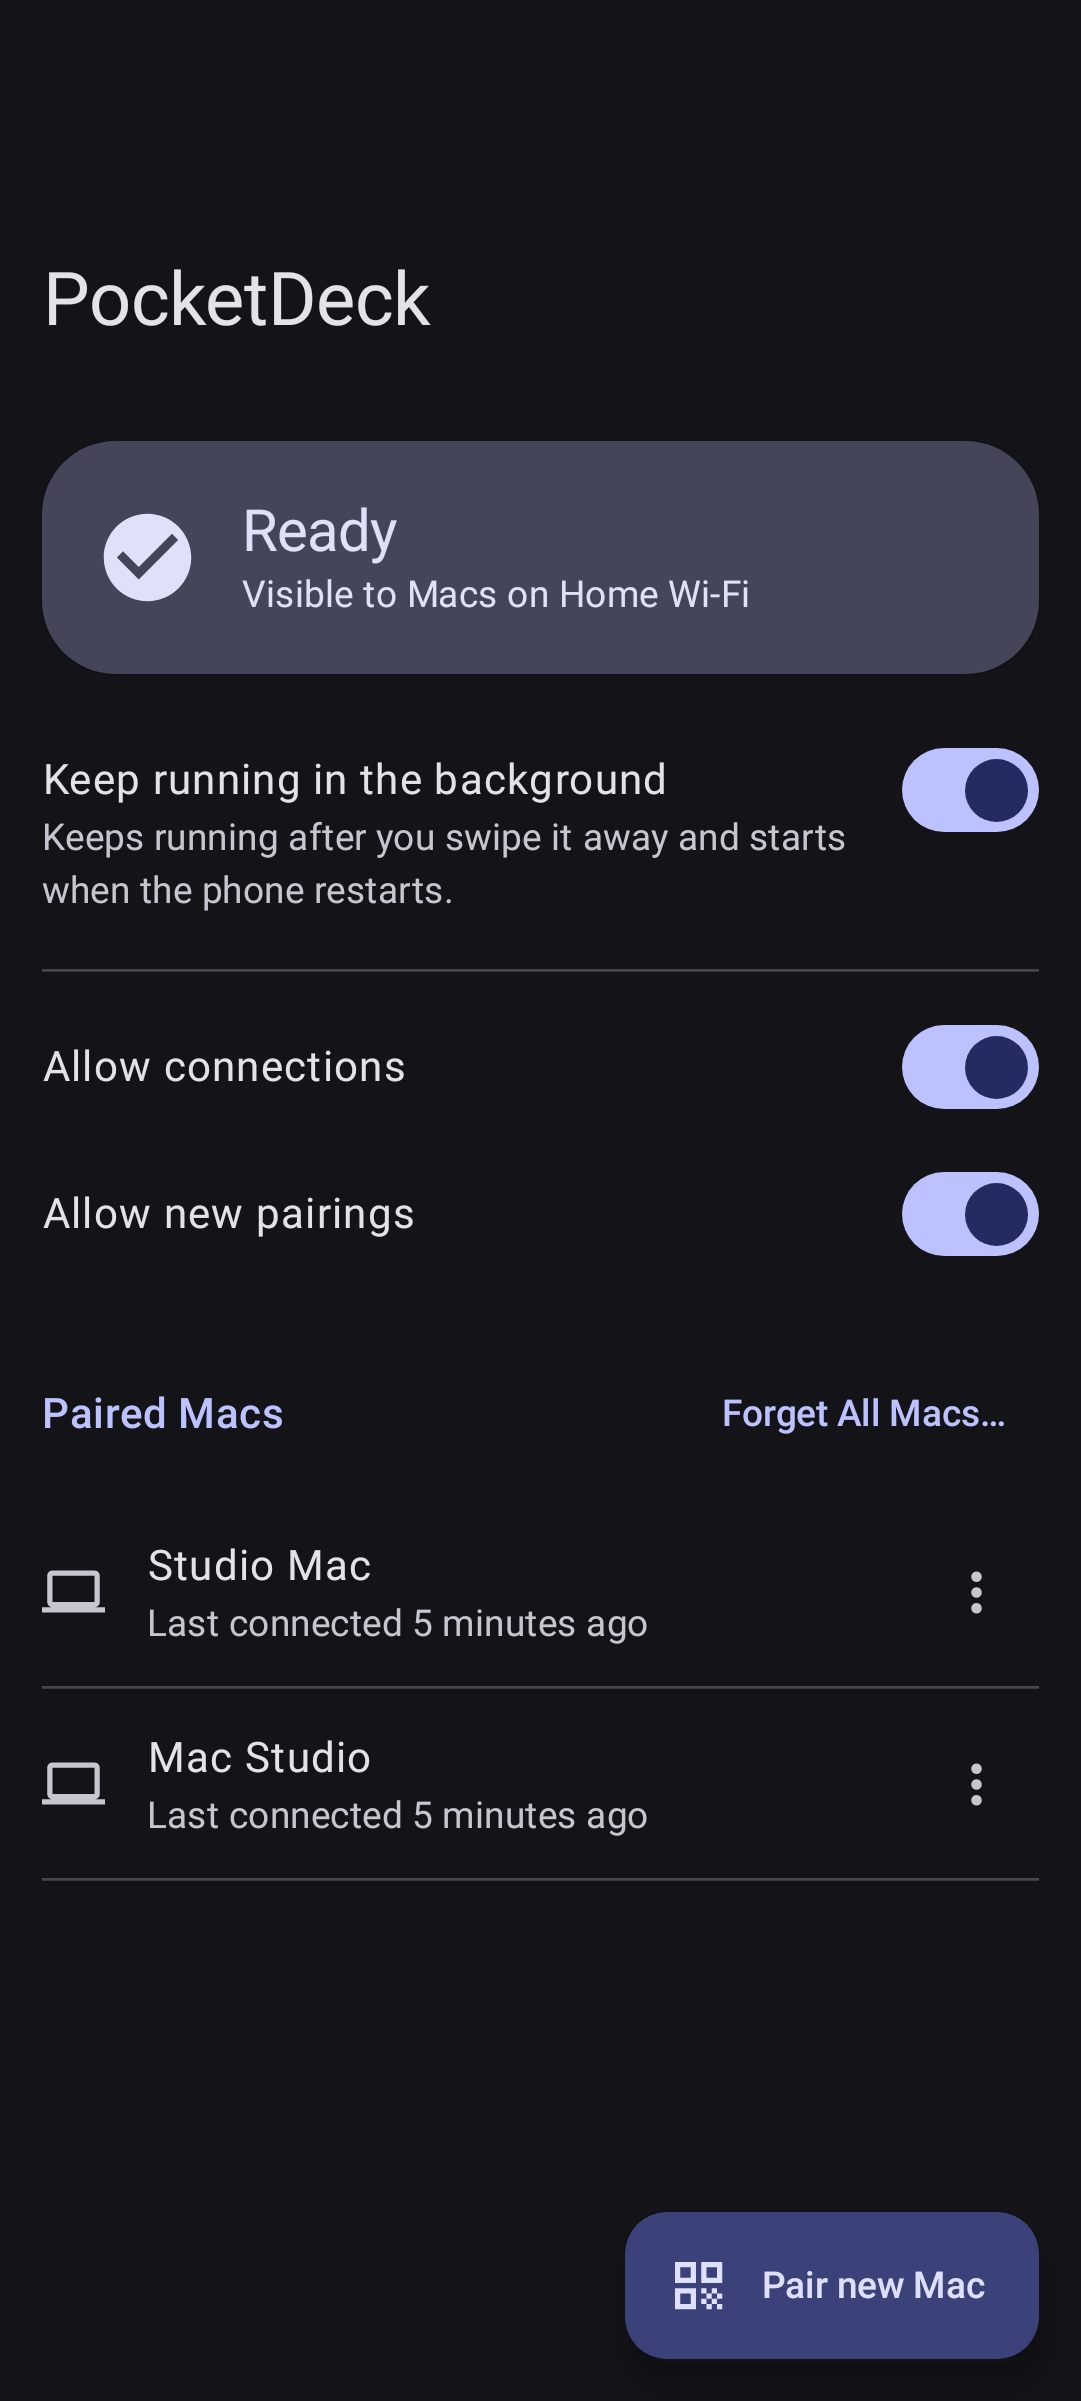 PocketDeck
Ready
Visible to Macs on Home Wi-Fi
Keep running in the background
Keeps running after you swipe it away and starts
when the phone restarts.
Allow connections
Allow new pairings
Paired Macs
Forget All Macs…
Studio Mac
Last connected 5 minutes ago
Mac Studio
Last connected 5 minutes ago
Pair new Mac